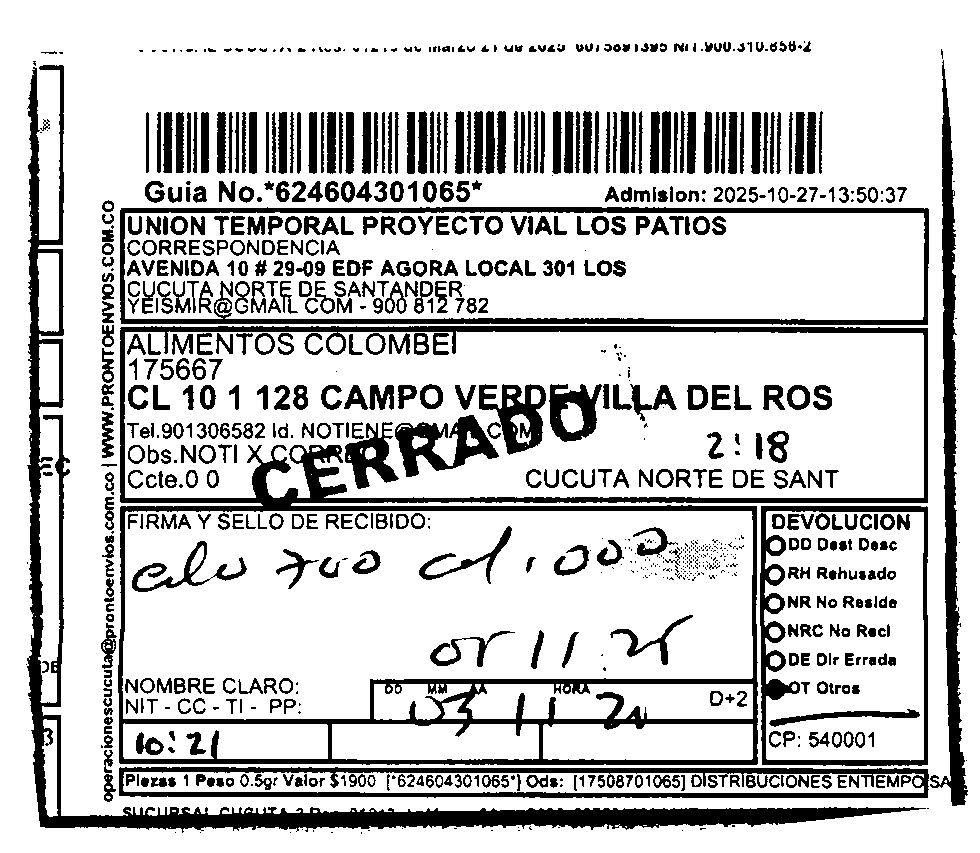 Guia No.*624604301065*
Admision: 2025-10-27-13:50:37
UNION TEMPORAL PROYECTO VIAL LOS PATIOS
CORRESPONDENCIA
AVENIDA 10 # 29-09 EDF AGORA LOCAL 301 LOS
CUCUTA NORTE DE SANTANDER
YEISMIR@GMAIL COM - 900 812 782
ALIMENTOS COLOMBEI
175667
CL 10 1 128 CAMPO VERDE VILLA DEL ROS
Tel.901306582 Id. NOTIENE@GMAIL COM
Obs.NOTI X CORRE
CERRADO
2:18
Ccte.0 0
CUCUTA NORTE DE SANT
FIRMA Y SELLO DE RECIBIDO:
11
NOMBRE CLARO:
NIT - CC - TI - PP:
DD MM AA HORA
03 11
D+2
10:21
DEVOLUCION
DD Dest Desc
RH Rehusado
NR No Reside
NRC No Recl
DE Dir Errada
OT Otros
CP: 540001
Piezas 1 Peso 0.5gr Valor $1900 [*624604301065*] Ods: [17508701065] DISTRIBUCIONES ENTIEMPO SA
operacionescucuta@prontoenvios.com.co | WWW.PRONTOENVIOS.COM.CO